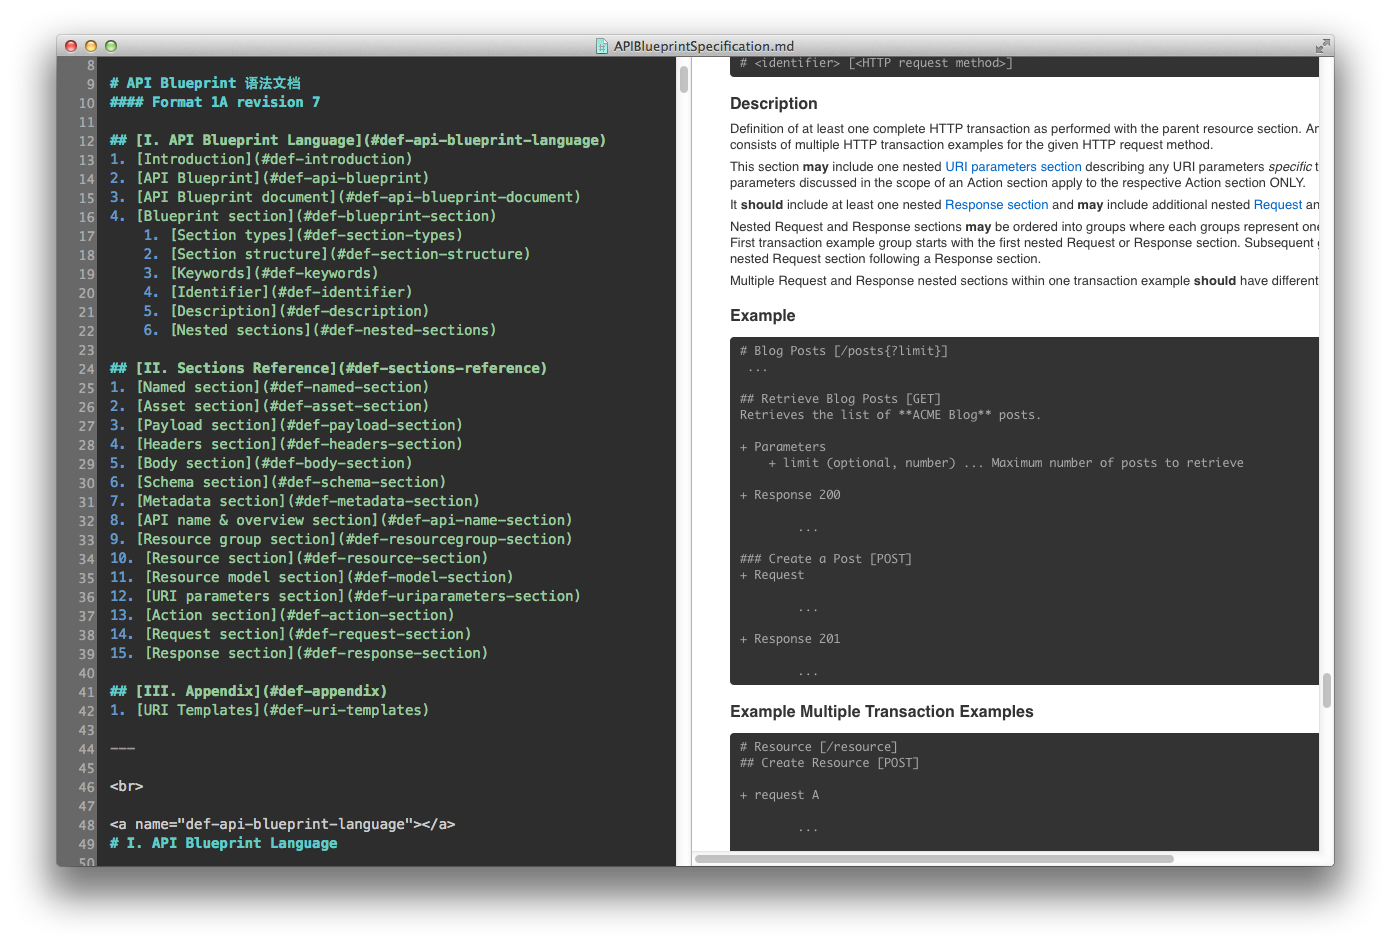 APIBlueprintSpecification.md
8
9 # API Blueprint 语法文档
10 #### Format 1A revision 7
11
12 ## [I. API Blueprint Language](#def-api-blueprint-language)
13 1. [Introduction](#def-introduction)
14 2. [API Blueprint](#def-api-blueprint)
15 3. [API Blueprint document](#def-api-blueprint-document)
16 4. [Blueprint section](#def-blueprint-section)
17 1. [Section types](#def-section-types)
18 2. [Section structure](#def-section-structure)
19 3. [Keywords](#def-keywords)
20 4. [Identifier](#def-identifier)
21 5. [Description](#def-description)
22 6. [Nested sections](#def-nested-sections)
23
24 ## [II. Sections Reference](#def-sections-reference)
25 1. [Named section](#def-named-section)
26 2. [Asset section](#def-asset-section)
27 3. [Payload section](#def-payload-section)
28 4. [Headers section](#def-headers-section)
29 5. [Body section](#def-body-section)
30 6. [Schema section](#def-schema-section)
31 7. [Metadata section](#def-metadata-section)
32 8. [API name & overview section](#def-api-name-section)
33 9. [Resource group section](#def-resourcegroup-section)
34 10. [Resource section](#def-resource-section)
35 11. [Resource model section](#def-model-section)
36 12. [URI parameters section](#def-uriparameters-section)
37 13. [Action section](#def-action-section)
38 14. [Request section](#def-request-section)
39 15. [Response section](#def-response-section)
40
41 ## [III. Appendix](#def-appendix)
42 1. [URI Templates](#def-uri-templates)
43
44 ---
45
46 <br>
47
48 <a name="def-api-blueprint-language"></a>
49 # I. API Blueprint Language
50
# <identifier> [<HTTP request method>]
Description
Definition of at least one complete HTTP transaction as performed with the parent resource section. An
consists of multiple HTTP transaction examples for the given HTTP request method.
This section may include one nested URI parameters section describing any URI parameters specific t
parameters discussed in the scope of an Action section apply to the respective Action section ONLY.
It should include at least one nested Response section and may include additional nested Request an
Nested Request and Response sections may be ordered into groups where each groups represent one
First transaction example group starts with the first nested Request or Response section. Subsequent g
nested Request section following a Response section.
Multiple Request and Response nested sections within one transaction example should have different
Example
# Blog Posts [/posts{?limit}]
...
## Retrieve Blog Posts [GET]
Retrieves the list of **ACME Blog** posts.
+ Parameters
+ limit (optional, number) ... Maximum number of posts to retrieve
+ Response 200
...
### Create a Post [POST]
+ Request
...
+ Response 201
...
Example Multiple Transaction Examples
# Resource [/resource]
## Create Resource [POST]
+ request A
...